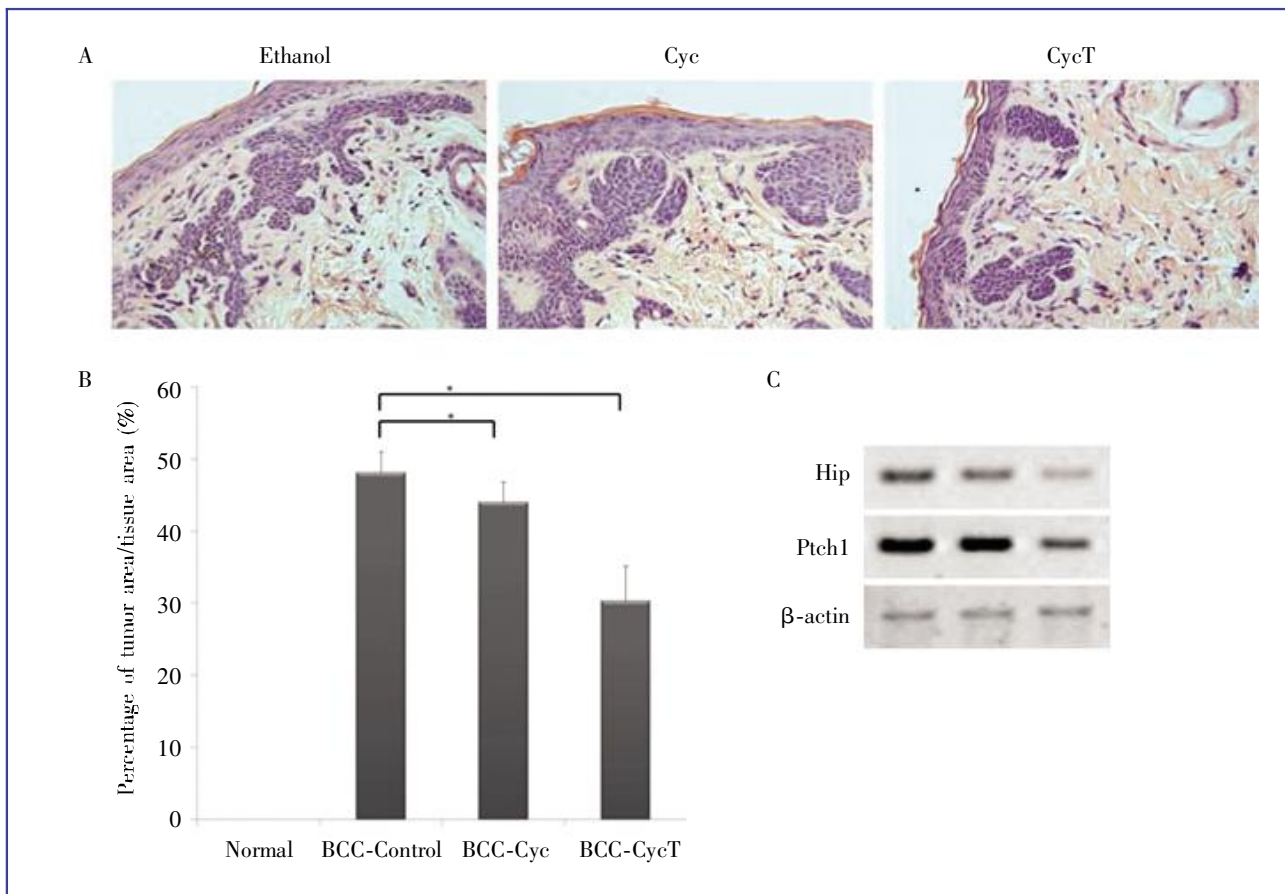 A
Ethanol
Cyc
CycT
B
Percentage of tumor area/tissue area (%)
60
50
40
30
20
10
0
*
*
Normal
BCC-Control
BCC-Cyc
BCC-CycT
C
Hip
Ptch1
β-actin